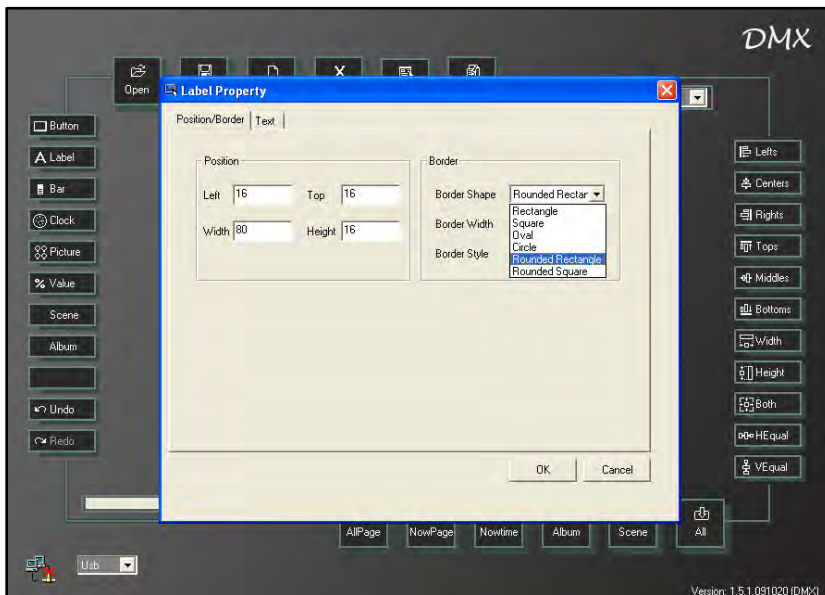 DMX
Open
Label Property
Position/Border
Text
Button
Label
Bar
Clock
Picture
% Value
Scene
Album
Undo
Redo
Position
Left 16 Top 16
Width 80 Height 16
Border
Border Shape Rounded Rectar
Border Width
Border Style
Rectangle
Square
Oval
Circle
Rounded Rectangle
Rounded Square
OK
Cancel
Lefts
Centers
Rights
Tops
Middles
Bottoms
Width
Height
Both
HEqual
VEqual
AllPage
NowPage
Nowtime
Album
Scene
All
Usb
Version: 1.5.1.091020 (DMX)